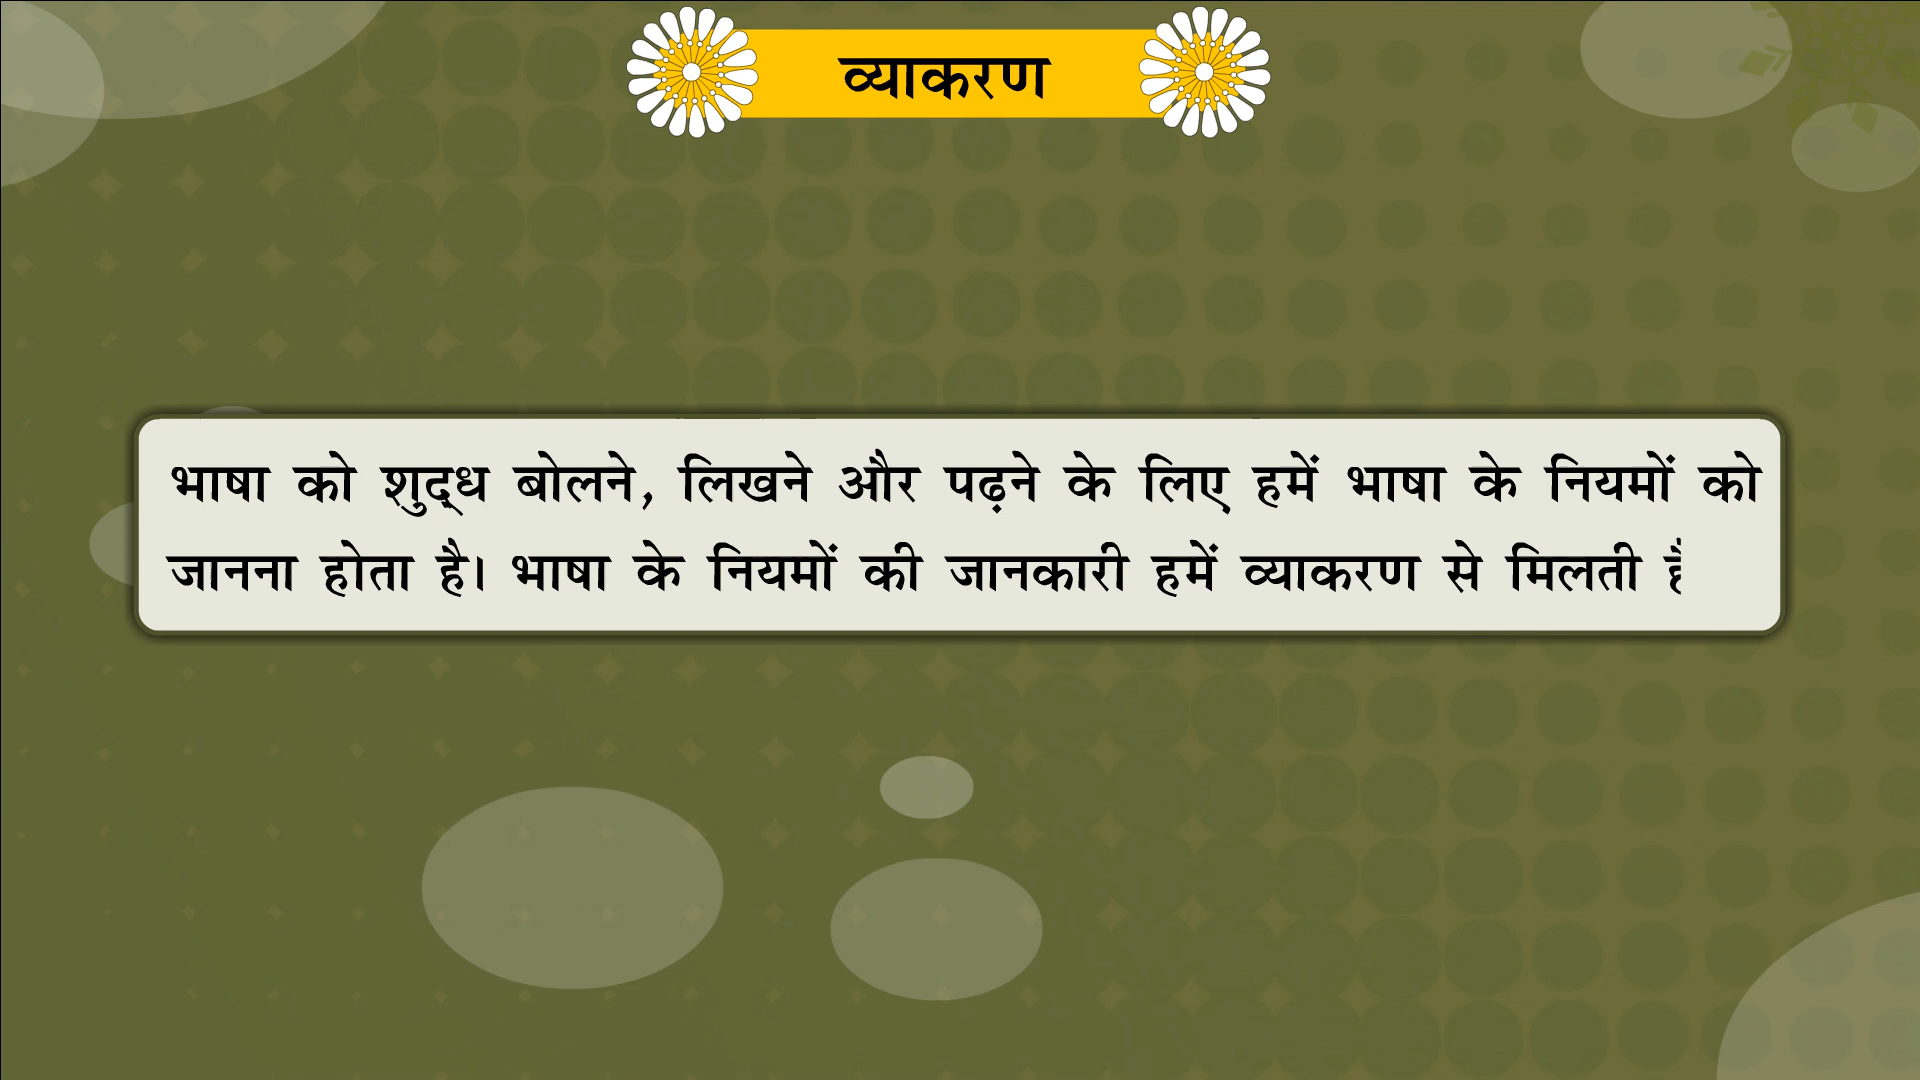 व्याकरण
भाषा को शुद्ध बोलने, लिखने और पढ़ने के लिए हमें भाषा के नियमों को
जानना होता है। भाषा के नियमों की जानकारी हमें व्याकरण से मिलती